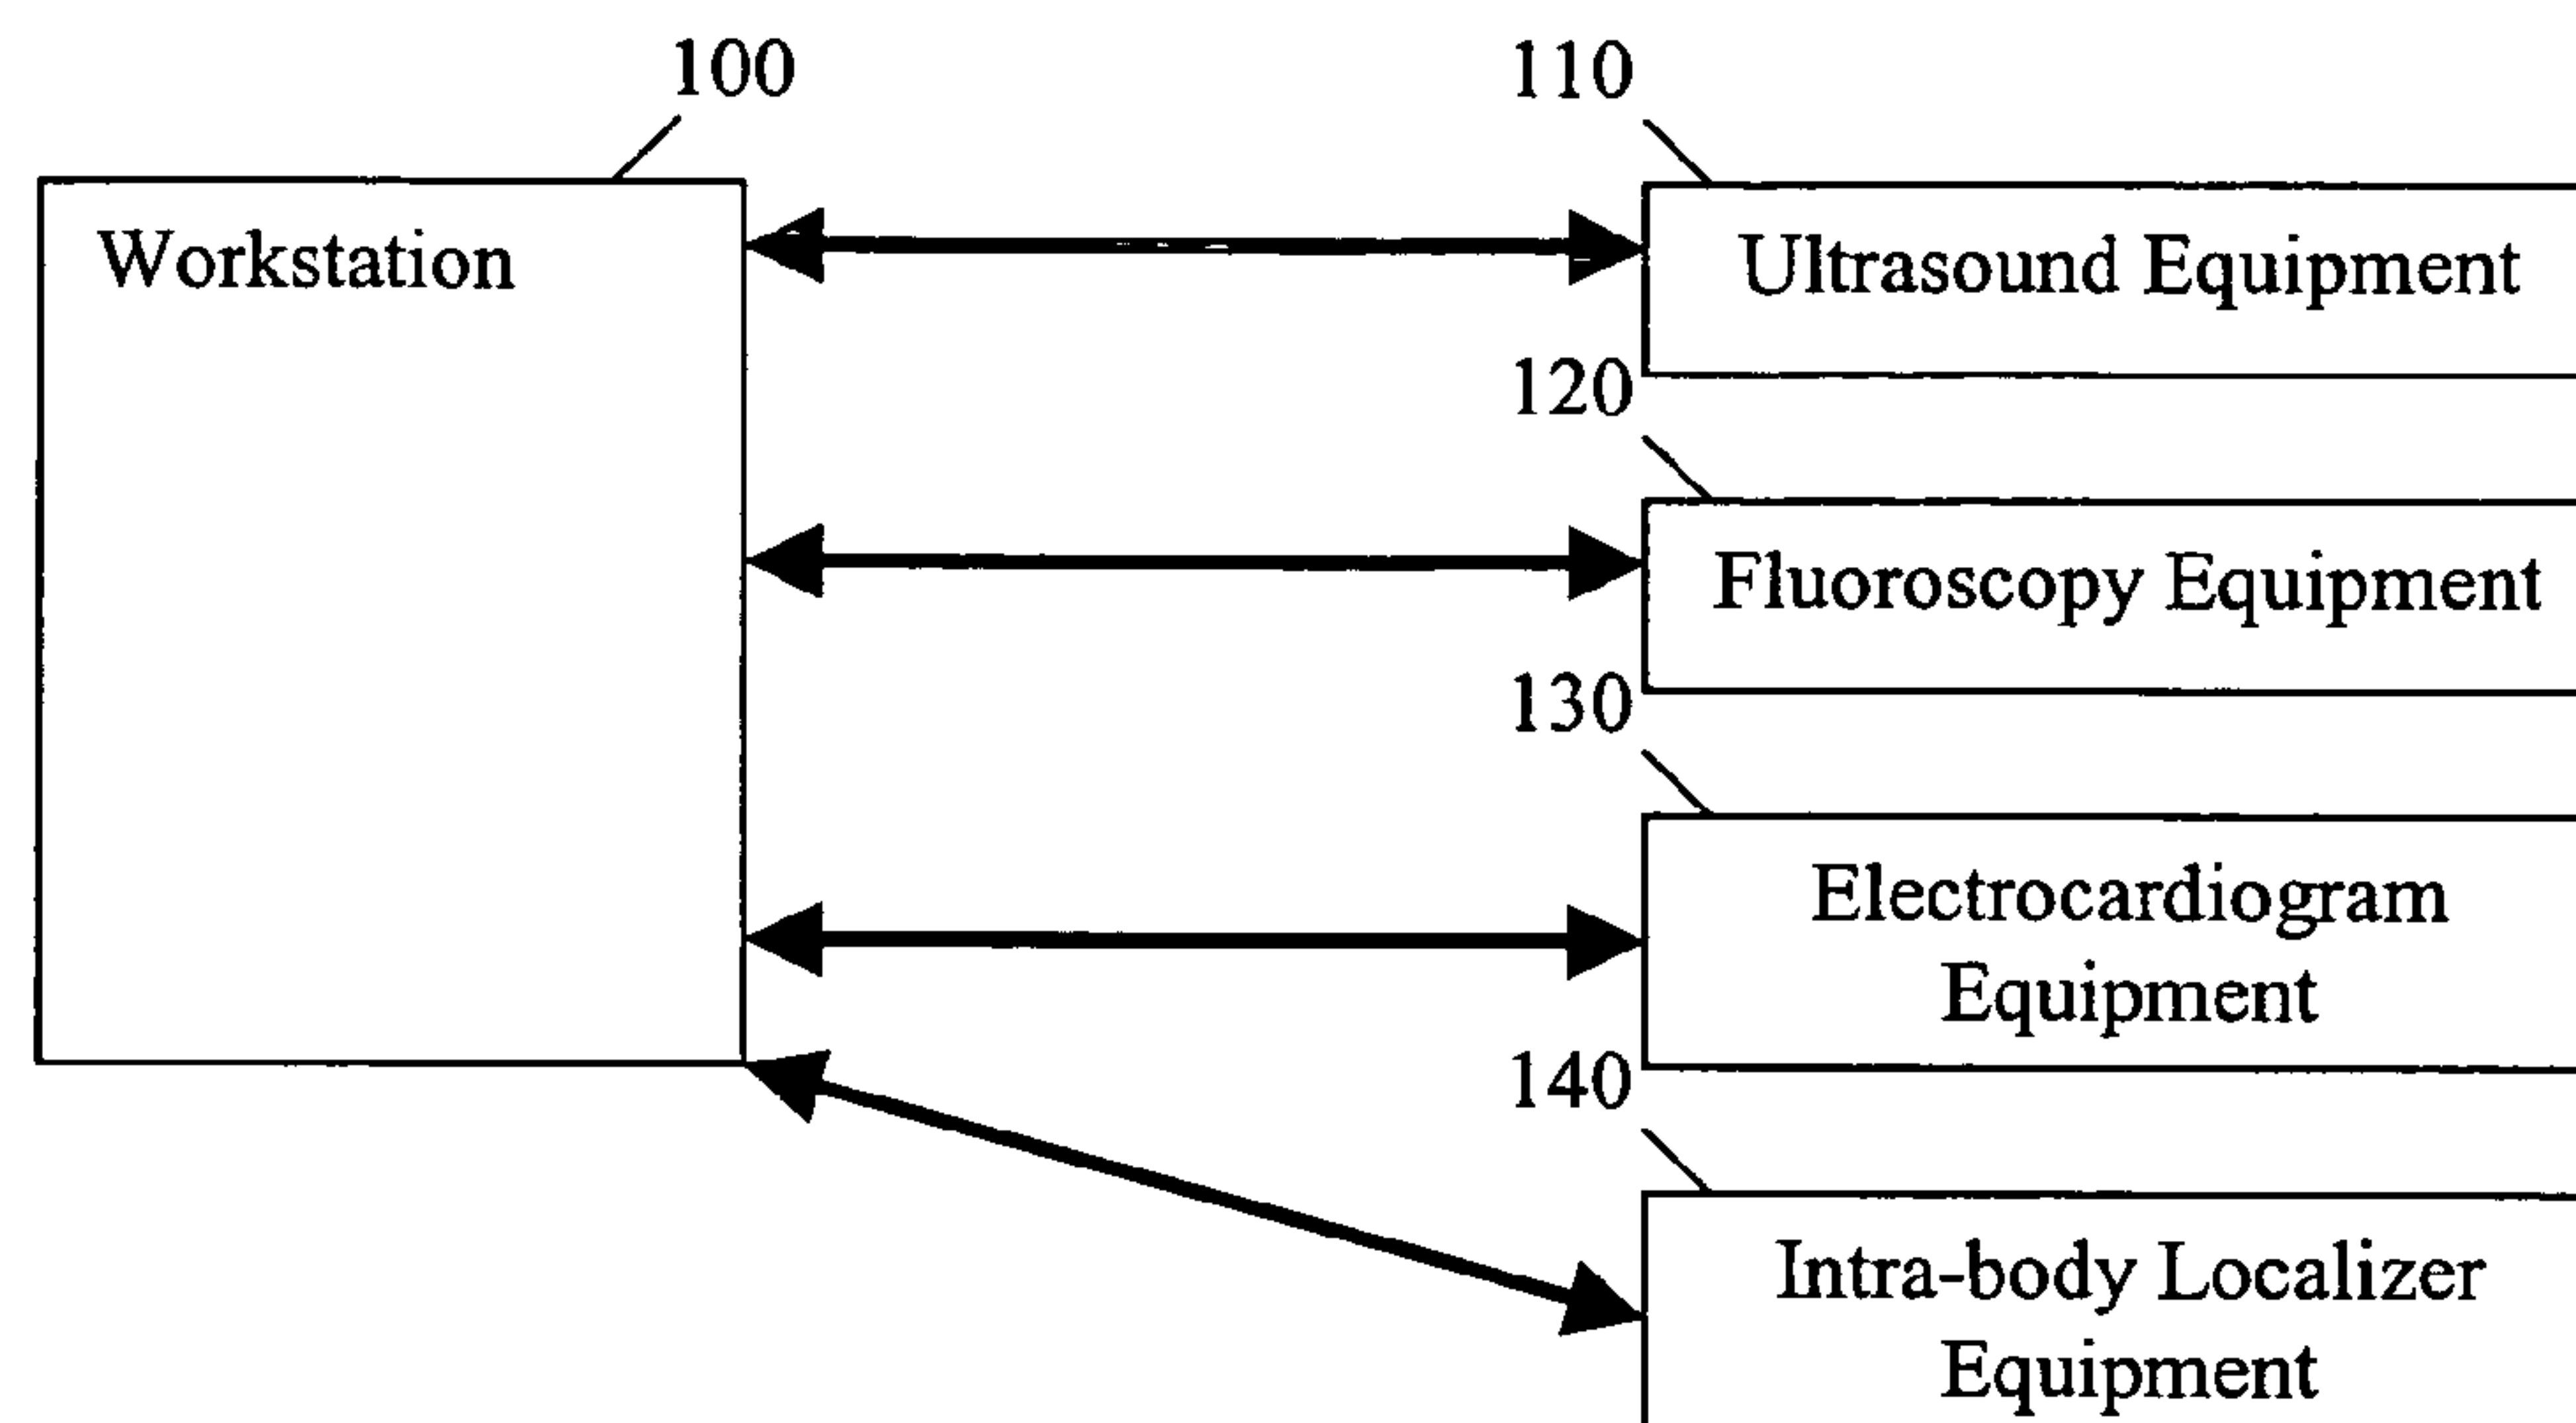 100
110
Workstation
Ultrasound Equipment
120
Fluoroscopy Equipment
130
Electrocardiogram
Equipment
140
Intra-body Localizer
Equipment